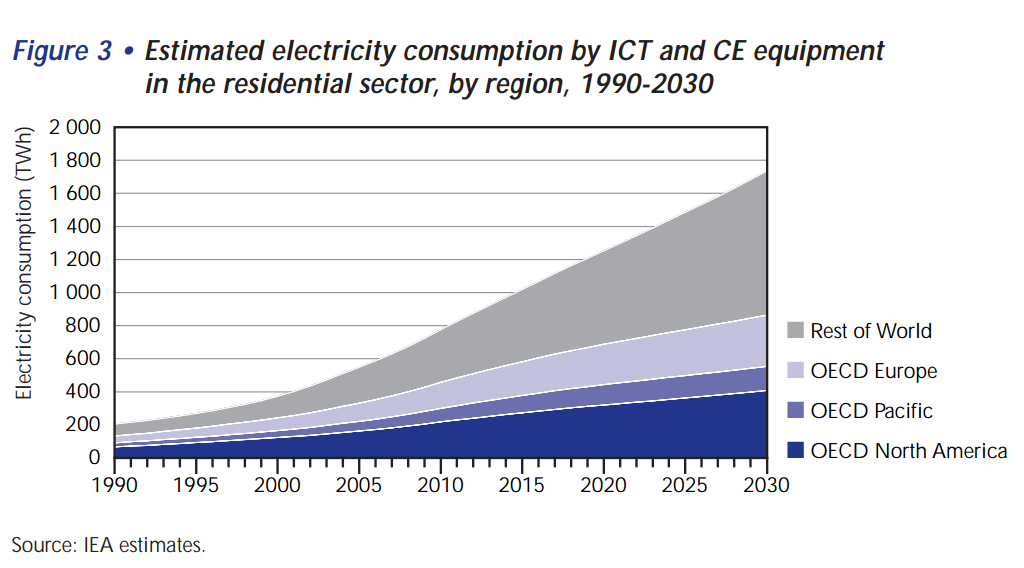 Figure 3 • Estimated electricity consumption by ICT and CE equipment
in the residential sector, by region, 1990-2030
Electricity consumption (TWh)
2 000
1 800
1 600
1 400
1 200
1 000
800
600
400
200
0
1990 1995 2000 2005 2010 2015 2020 2025 2030
Rest of World
OECD Europe
OECD Pacific
OECD North America
Source: IEA estimates.